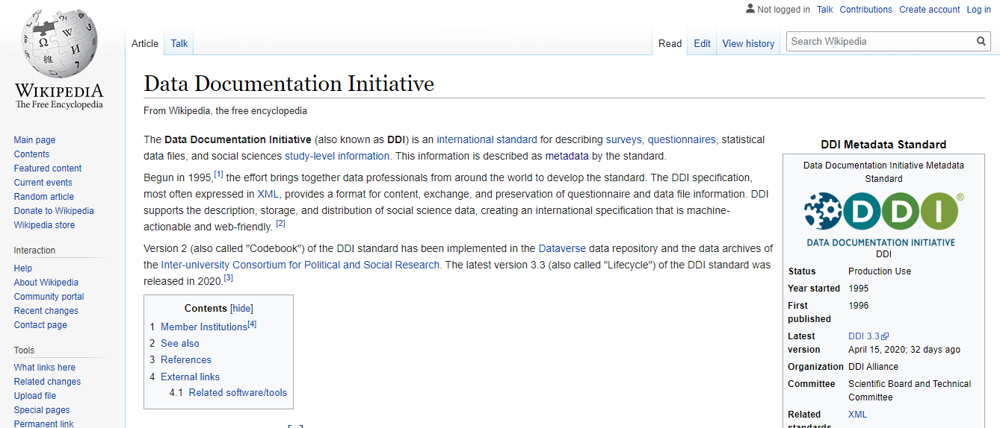 Not logged in Talk Contributions Create account Log in
Article Talk Read Edit View history Search Wikipedia
WIKIPEDIA
The Free Encyclopedia
Main page
Contents
Featured content
Current events
Random article
Donate to Wikipedia
Wikipedia store
Interaction
Help
About Wikipedia
Community portal
Recent changes
Contact page
Tools
What links here
Related changes
Upload file
Special pages
Permanent link
Data Documentation Initiative
From Wikipedia, the free encyclopedia
The Data Documentation Initiative (also known as DDI) is an international standard for describing surveys, questionnaires, statistical
data files, and social sciences study-level information. This information is described as metadata by the standard.
Begun in 1995,[1] the effort brings together data professionals from around the world to develop the standard. The DDI specification,
most often expressed in XML, provides a format for content, exchange, and preservation of questionnaire and data file information. DDI
supports the description, storage, and distribution of social science data, creating an international specification that is machine-
actionable and web-friendly. [2]
Version 2 (also called "Codebook") of the DDI standard has been implemented in the Dataverse data repository and the data archives of
the Inter-university Consortium for Political and Social Research. The latest version 3.3 (also called "Lifecycle") of the DDI standard was
released in 2020.[3]
Contents [hide]
1 Member Institutions[4]
2 See also
3 References
4 External links
4.1 Related software/tools
DDI Metadata Standard
Data Documentation Initiative Metadata
Standard
DDI®
DATA DOCUMENTATION INITIATIVE
DDI
Status Production Use
Year started 1995
First 1996
published
Latest DDI 3.3
version April 15, 2020; 32 days ago
Organization DDI Alliance
Committee Scientific Board and Technical
Committee
Related XML
standards